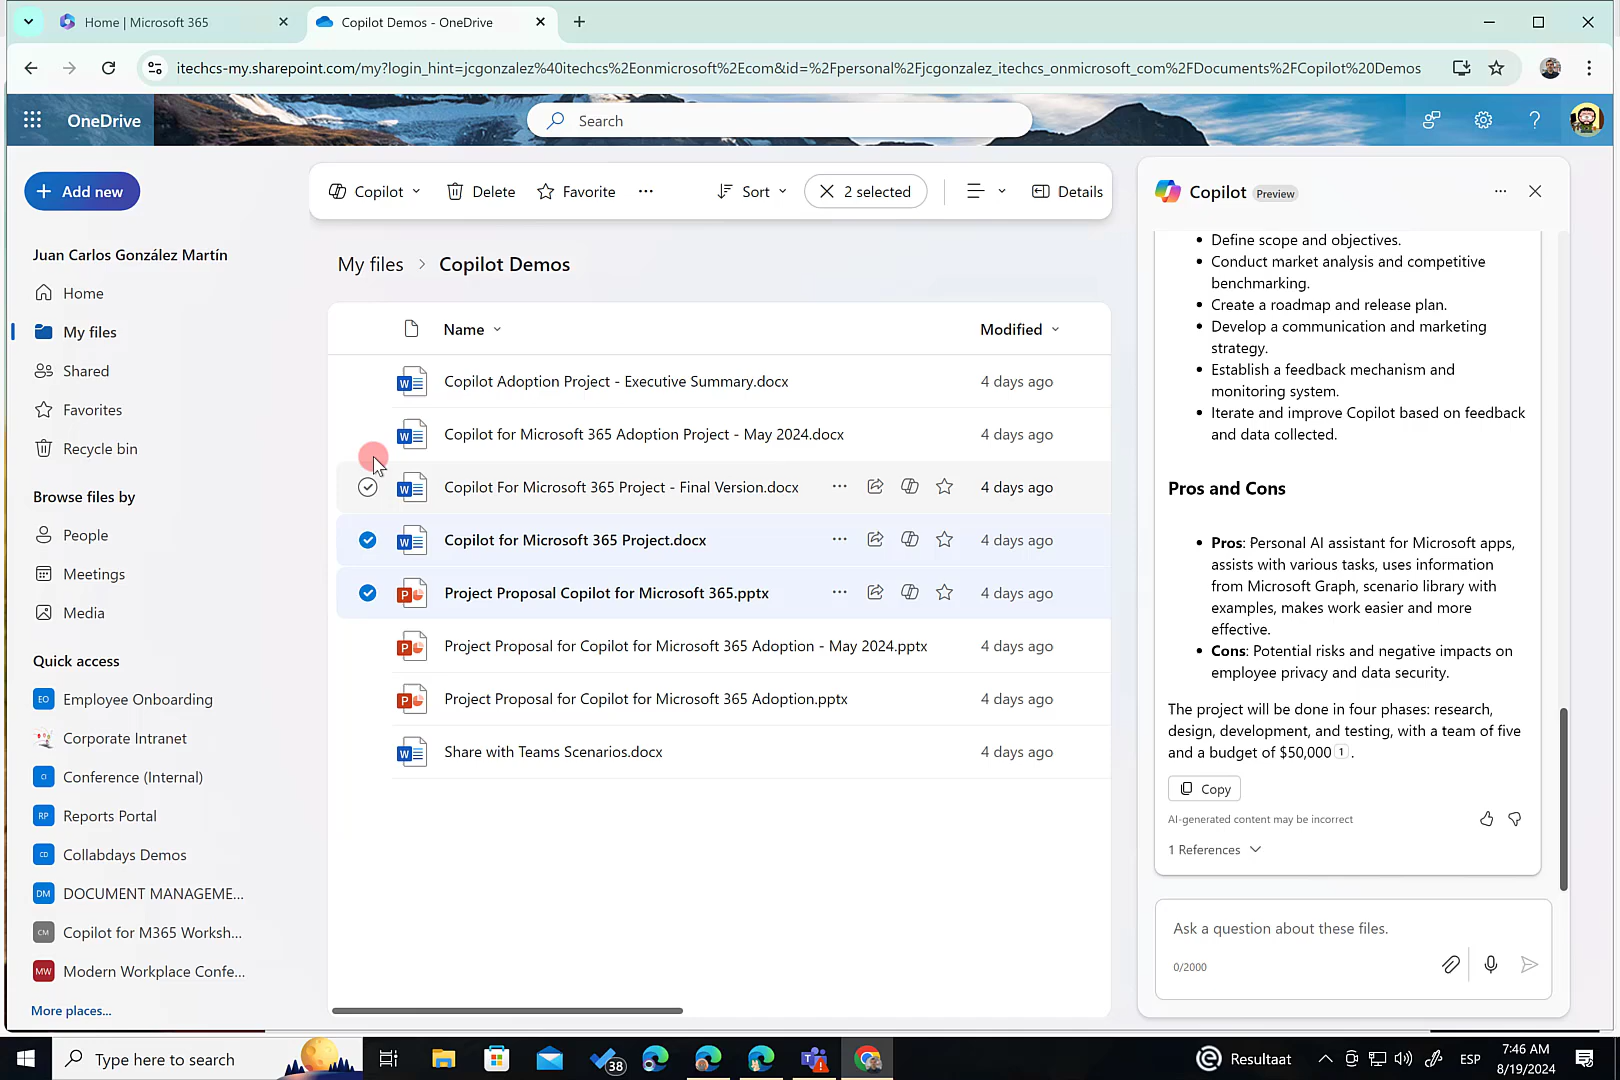 Home | Microsoft 365
Copilot Demos - OneDrive
itechcs-my.sharepoint.com/my?login_hint=jcgonzalez%40itechcs%2Eonmicrosoft%2Ecom&id=%2Fpersonal%2Fjcgonzalez_itechcs_onmicrosoft_com%2FDocuments%2FCopilot%20Demos
OneDrive
Search
Add new
Copilot
Delete
Favorite
Sort
2 selected
Details
Juan Carlos González Martín
Home
My files
Shared
Favorites
Recycle bin
Browse files by
People
Meetings
Media
Quick access
EO Employee Onboarding
Corporate Intranet
CI Conference (Internal)
RP Reports Portal
CD Collabdays Demos
DM DOCUMENT MANAGEME...
CM Copilot for M365 Worksh...
MW Modern Workplace Confe...
More places...
My files > Copilot Demos
Name Modified
Copilot Adoption Project - Executive Summary.docx 4 days ago
Copilot for Microsoft 365 Adoption Project - May 2024.docx 4 days ago
Copilot For Microsoft 365 Project - Final Version.docx 4 days ago
Copilot for Microsoft 365 Project.docx 4 days ago
Project Proposal Copilot for Microsoft 365.pptx 4 days ago
Project Proposal for Copilot for Microsoft 365 Adoption - May 2024.pptx 4 days ago
Project Proposal for Copilot for Microsoft 365 Adoption.pptx 4 days ago
Share with Teams Scenarios.docx 4 days ago
Copilot Preview
• Define scope and objectives.
• Conduct market analysis and competitive
benchmarking.
• Create a roadmap and release plan.
• Develop a communication and marketing
strategy.
• Establish a feedback mechanism and
monitoring system.
• Iterate and improve Copilot based on feedback
and data collected.
Pros and Cons
• Pros: Personal AI assistant for Microsoft apps,
assists with various tasks, uses information
from Microsoft Graph, scenario library with
examples, makes work easier and more
effective.
• Cons: Potential risks and negative impacts on
employee privacy and data security.
The project will be done in four phases: research,
design, development, and testing, with a team of five
and a budget of $50,000 1 .
Copy
AI-generated content may be incorrect
1 References
Ask a question about these files.
0/2000
Type here to search
38
Resultaat
ESP
7:46 AM
8/19/2024